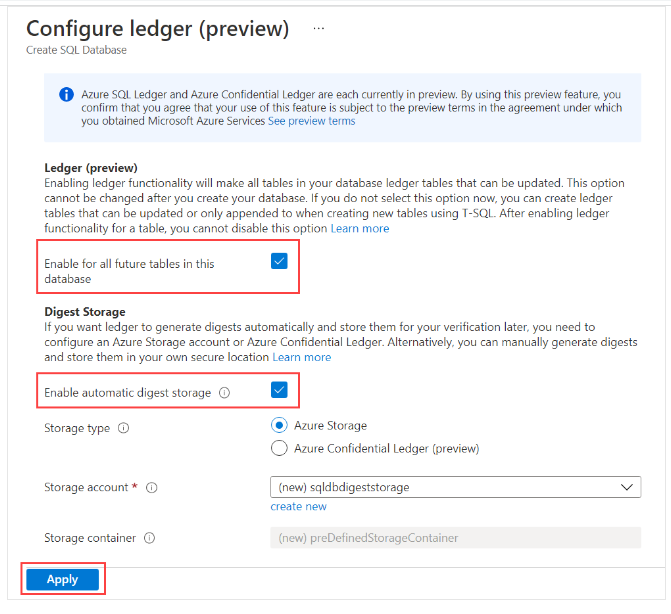 Configure ledger (preview) ...
Create SQL Database
Azure SQL Ledger and Azure Confidential Ledger are each currently in preview. By using this preview feature, you
confirm that you agree that your use of this feature is subject to the preview terms in the agreement under which
you obtained Microsoft Azure Services See preview terms
Ledger (preview)
Enabling ledger functionality will make all tables in your database ledger tables that can be updated. This option
cannot be changed after you create your database. If you do not select this option now, you can create ledger
tables that can be updated or only appended to when creating new tables using T-SQL. After enabling ledger
functionality for a table, you cannot disable this option Learn more
Enable for all future tables in this
database
Digest Storage
If you want ledger to generate digests automatically and store them for your verification later, you need to
configure an Azure Storage account or Azure Confidential Ledger. Alternatively, you can manually generate digests
and store them in your own secure location Learn more
Enable automatic digest storage
Storage type
Azure Storage
Azure Confidential Ledger (preview)
Storage account *
(new) sqldbdigeststorage
create new
Storage container
(new) preDefinedStorageContainer
Apply